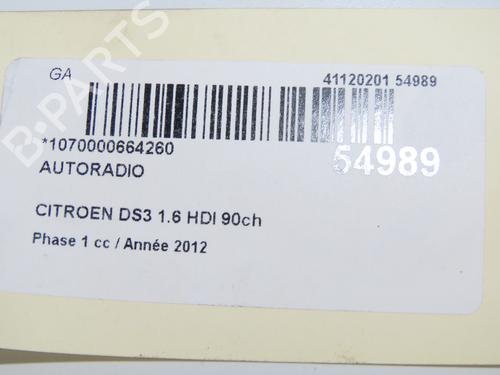 B-PARTS
GA
41120201 54989
*1070000664260
54989
AUTORADIO
CITROEN DS3 1.6 HDI 90ch
Phase 1 cc / Année 2012